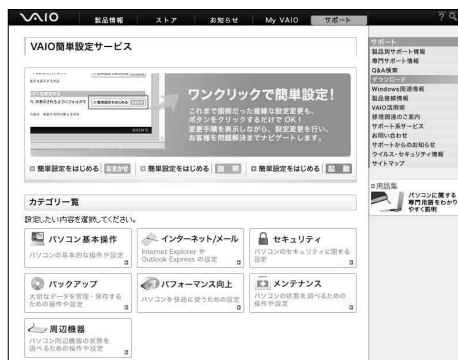 VAIO
製品情報
ストア
お知らせ
My VAIO
サポート
VAIO簡単設定サービス
ワンクリックで簡単設定!
これまで面倒だった複雑な設定変更も、
ボタンをクリックするだけでOK!
変更手順を表示しながら、設定変更を行い、
お客様を問題解決までナビゲートします。
SONY
簡単設定をはじめる おまかせ
簡単設定をはじめる 説 明
簡単設定をはじめる 起 動
カテゴリ一覧
設定したい内容を選択してください。
パソコン基本操作
パソコンの基本的な操作や設定
インターネット/メール
Internet Explorer や
Outlook Express の設定
セキュリティ
パソコンのセキュリティに関する
設定
バックアップ
大切なデータを管理・保存する
ための操作や設定
パフォーマンス向上
パソコンを快適に使うための設定
メンテナンス
パソコンの状態を調べるための
操作や設定
周辺機器
パソコン周辺機器の状態を
調べるための操作や設定
サポート
製品別サポート情報
専門サポート情報
Q&A検索
ダウンロード
Windows関連情報
製品接続情報
VAIO活用術
修理関連のご案内
サポート系サービス
お問い合わせ
サポートからのお知らせ
ウイルス・セキュリティ情報
サイトマップ
用語集
パソコンに関する
専門用語をわかり
やすく説明